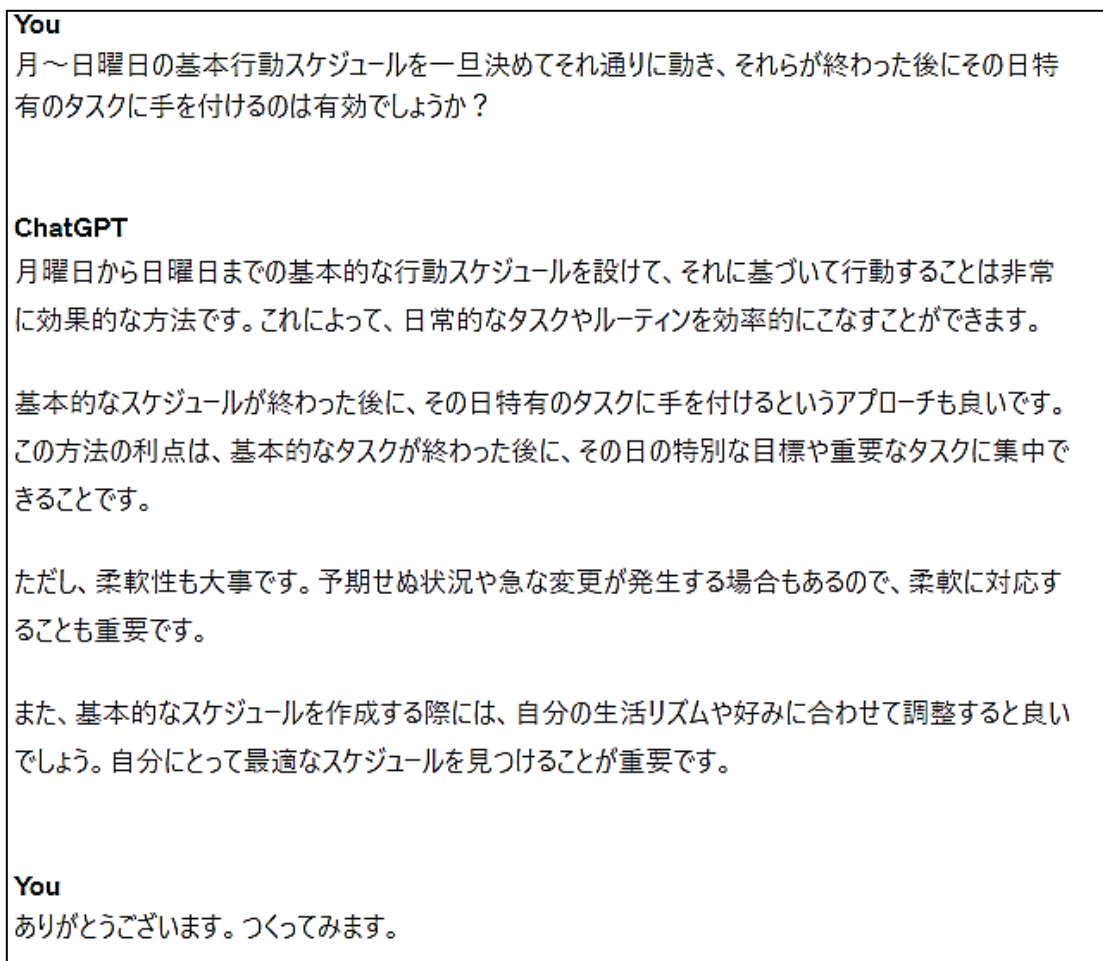 You
月～日曜日の基本行動スケジュールを一旦決めてそれ通りに動き、それらが終わった後にその日特
有のタスクに手を付けるのは有効でしょうか？
ChatGPT
月曜日から日曜日までの基本的な行動スケジュールを設けて、それに基づいて行動することは非常
に効果的な方法です。これによって、日常的なタスクやルーティンを効率的にこなすことができます。
基本的なスケジュールが終わった後に、その日特有のタスクに手を付けるというアプローチも良いです。
この方法の利点は、基本的なタスクが終わった後に、その日の特別な目標や重要なタスクに集中で
きることです。
ただし、柔軟性も大事です。予期せぬ状況や急な変更が発生する場合もあるので、柔軟に対応す
ることも重要です。
また、基本的なスケジュールを作成する際には、自分の生活リズムや好みに合わせて調整すると良い
でしょう。自分にとって最適なスケジュールを見つけることが重要です。
You
ありがとうございます。つくってみます。